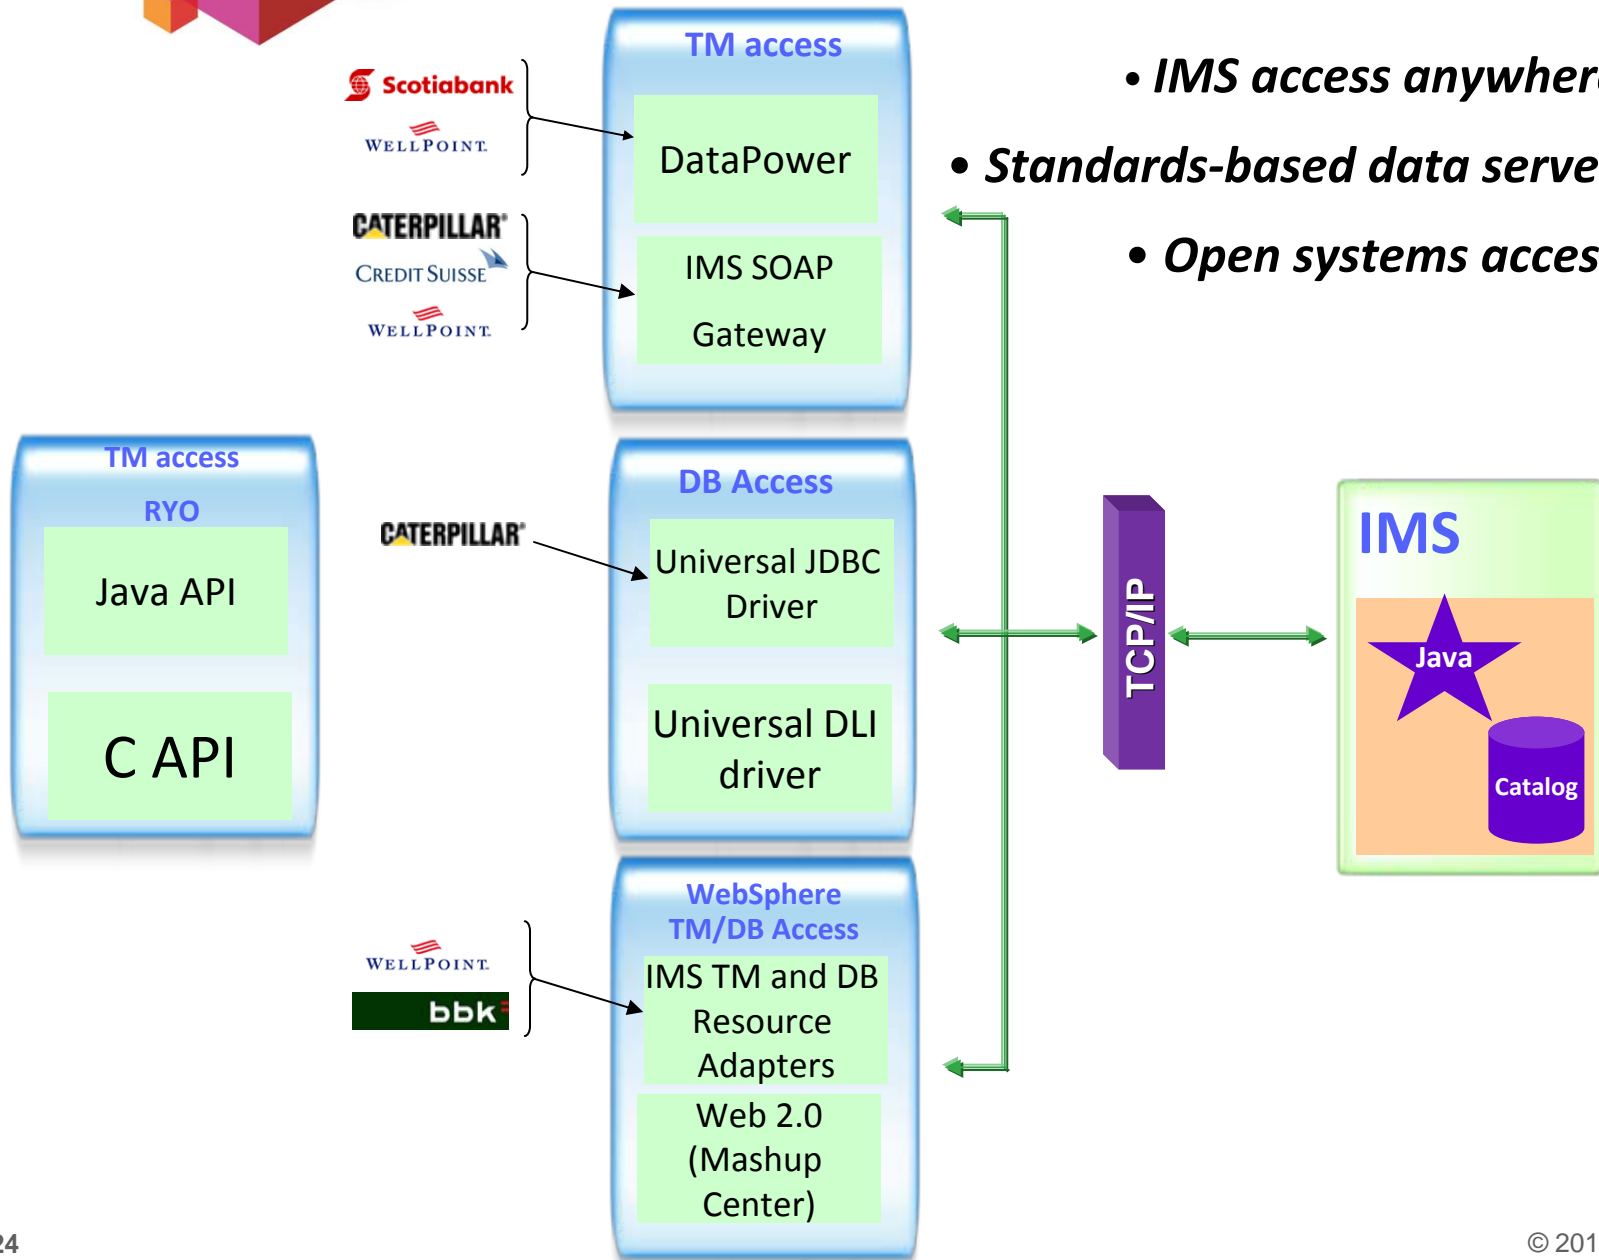 TM access
DataPower
IMS SOAP
Gateway
Scotiabank
WELLPOINT.
CATERPILLAR®
CREDIT SUISSE
WELLPOINT.
• IMS access anywhere
• Standards-based data serve
• Open systems acces
TM access
RYO
Java API
C API
CATERPILLAR®
DB Access
Universal JDBC
Driver
Universal DLI
driver
TCP/IP
IMS
Java
Catalog
WELLPOINT.
bbk
WebSphere
TM/DB Access
IMS TM and DB
Resource
Adapters
Web 2.0
(Mashup
Center)
24
© 201